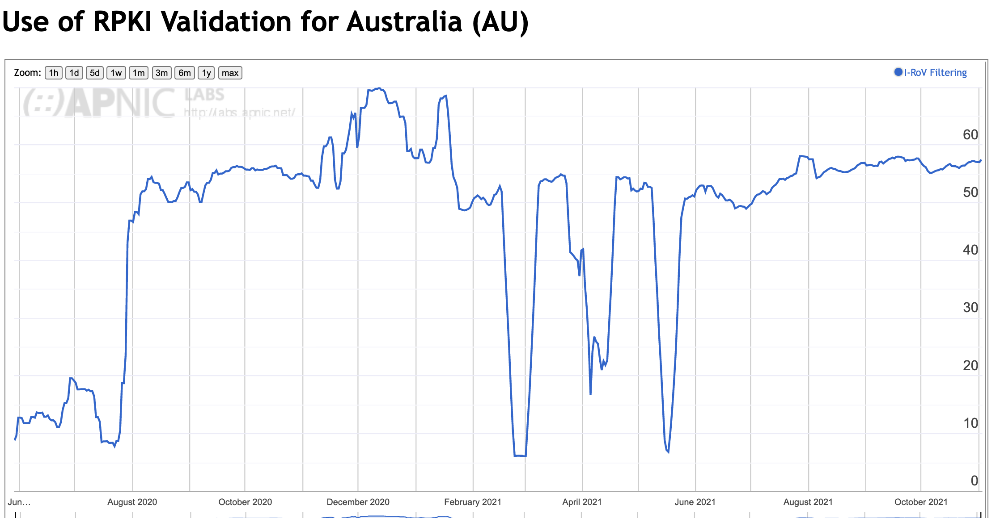 Use of RPKI Validation for Australia (AU)
Zoom: 1h 1d 5d 1w 1m 3m 6m 1y max
I-RoV Filtering
(::)APNIC LABS
http://labs.apnic.net/
60
50
40
30
20
10
0
Jun… August 2020 October 2020 December 2020 February 2021 April 2021 June 2021 August 2021 October 2021